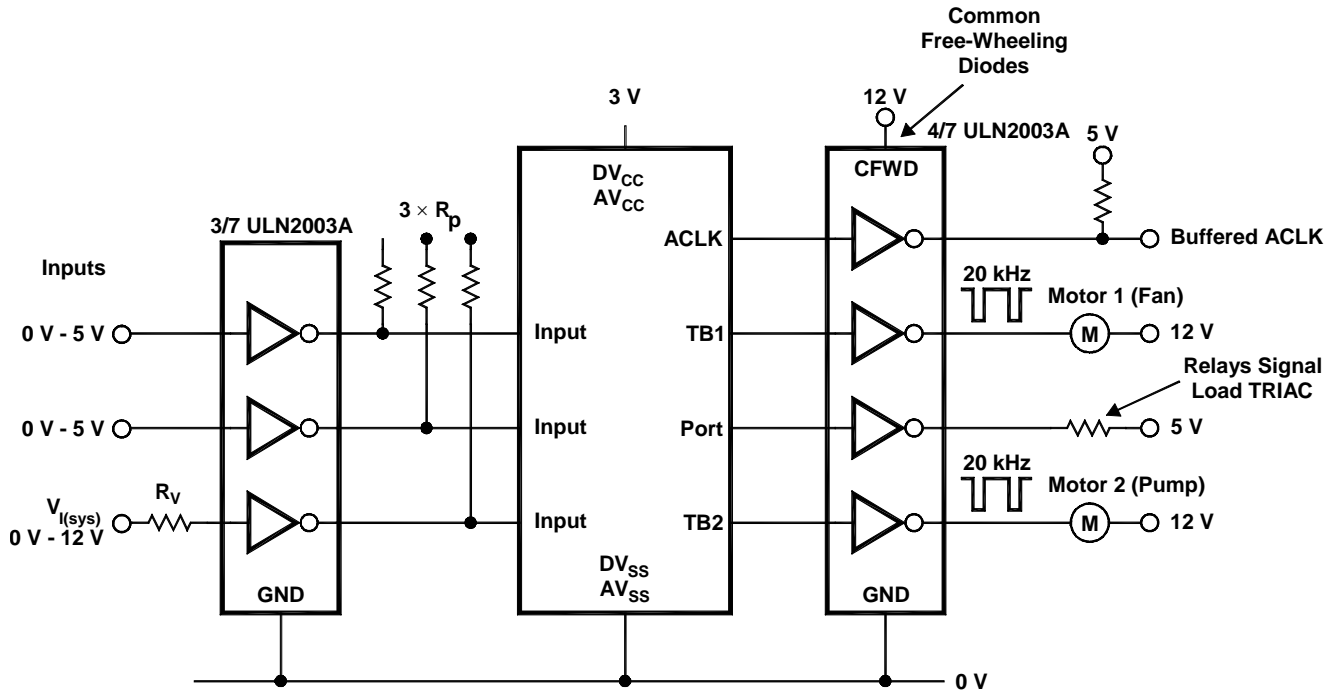 Common
Free-Wheeling
Diodes
3 V
12 V
4/7 ULN2003A
5 V
DVCC
AVCC
CFWD
3 × Rp
3/7 ULN2003A
ACLK
Buffered ACLK
Inputs
20 kHz
Motor 1 (Fan)
0 V - 5 V
Input
TB1
M
12 V
Relays Signal
Load TRIAC
0 V - 5 V
Input
Port
5 V
20 kHz
Motor 2 (Pump)
VI(sys)
0 V - 12 V
RV
Input
TB2
M
12 V
DVSS
AVSS
GND
GND
0 V